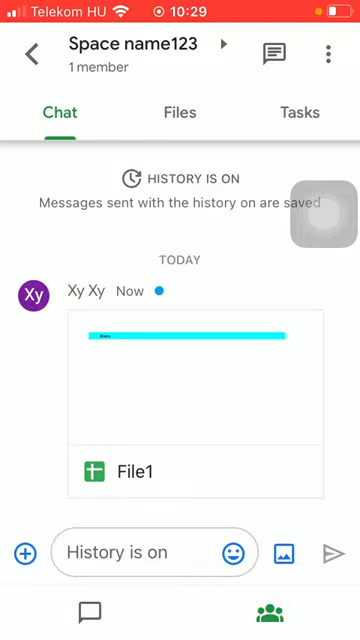 Telekom HU 10:29
Space name123
1 member
Chat Files Tasks
HISTORY IS ON
Messages sent with the history on are saved
TODAY
Xy Xy Xy Now
File1
History is on